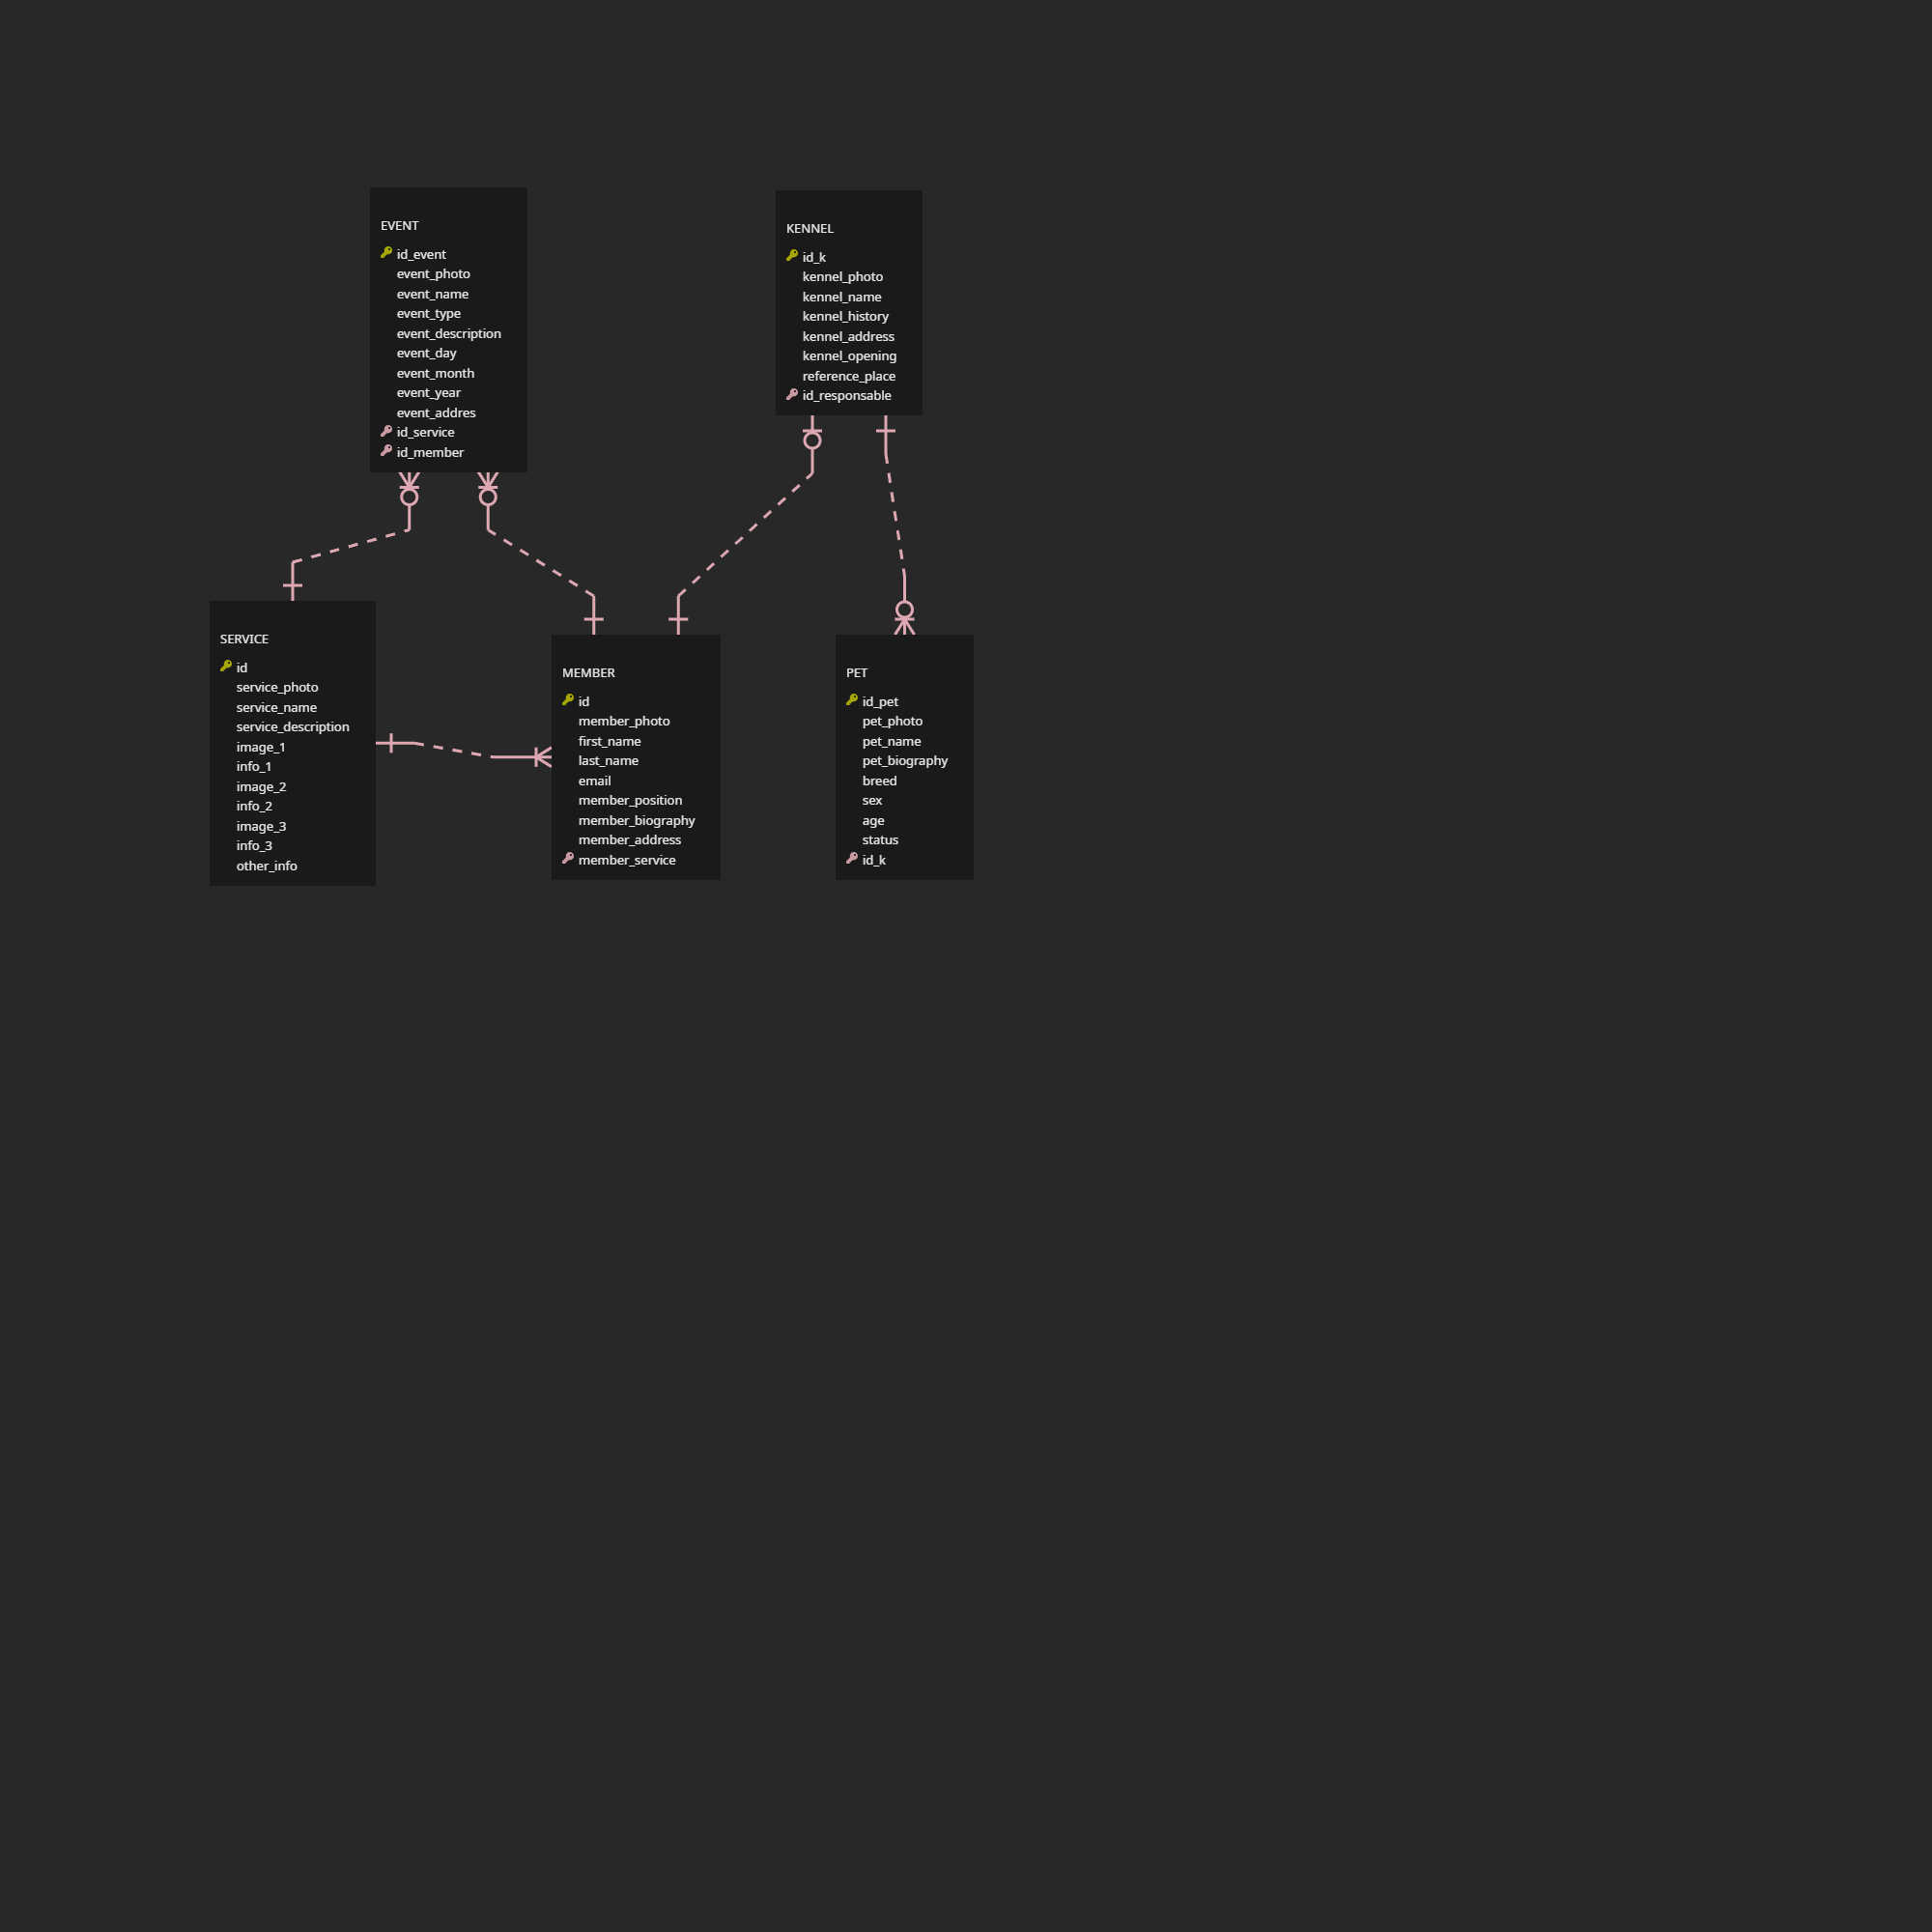 EVENT
id_event
event_photo
event_name
event_type
event_description
event_day
event_month
event_year
event_addres
id_service
id_member
KENNEL
id_k
kennel_photo
kennel_name
kennel_history
kennel_address
kennel_opening
reference_place
id_responsable
SERVICE
id
service_photo
service_name
service_description
image_1
info_1
image_2
info_2
image_3
info_3
other_info
MEMBER
id
member_photo
first_name
last_name
email
member_position
member_biography
member_address
member_service
PET
id_pet
pet_photo
pet_name
pet_biography
breed
sex
age
status
id_k